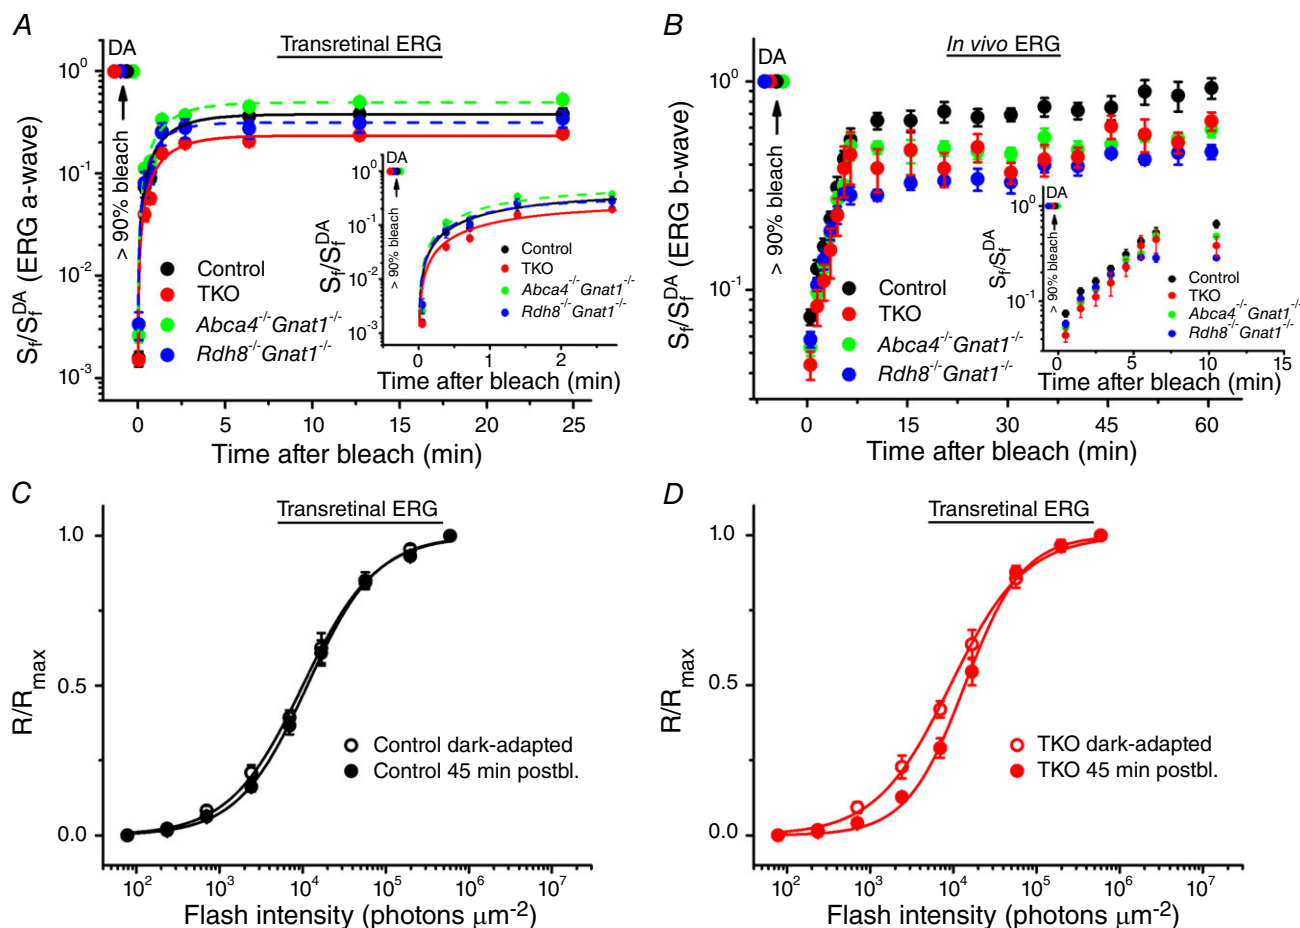 A
Transretinal ERG
DA
> 90% bleach
S_f/S_f^DA (ERG a-wave)
10^0
10^-1
10^-2
10^-3
Control
TKO
Abca4^-/-Gnat1^-/-
Rdh8^-/-Gnat1^-/-
0
5
10
15
20
25
Time after bleach (min)
DA
> 90% bleach
S_f/S_f^DA
10^0
10^-1
10^-2
10^-3
Control
TKO
Abca4^-/-Gnat1^-/-
Rdh8^-/-Gnat1^-/-
0
1
2
Time after bleach (min)
B
In vivo ERG
DA
> 90% bleach
S_f/S_f^DA (ERG b-wave)
10^0
10^-1
Control
TKO
Abca4^-/-Gnat1^-/-
Rdh8^-/-Gnat1^-/-
0
15
30
45
60
Time after bleach (min)
DA
> 90% bleach
S_f/S_f^DA
10^0
10^-1
Control
TKO
Abca4^-/-Gnat1^-/-
Rdh8^-/-Gnat1^-/-
0
5
10
15
Time after bleach (min)
C
Transretinal ERG
R/R_max
1.0
0.5
0.0
Control dark-adapted
Control 45 min postbl.
10^2
10^3
10^4
10^5
10^6
10^7
Flash intensity (photons μm^-2)
D
Transretinal ERG
R/R_max
1.0
0.5
0.0
TKO dark-adapted
TKO 45 min postbl.
10^2
10^3
10^4
10^5
10^6
10^7
Flash intensity (photons μm^-2)